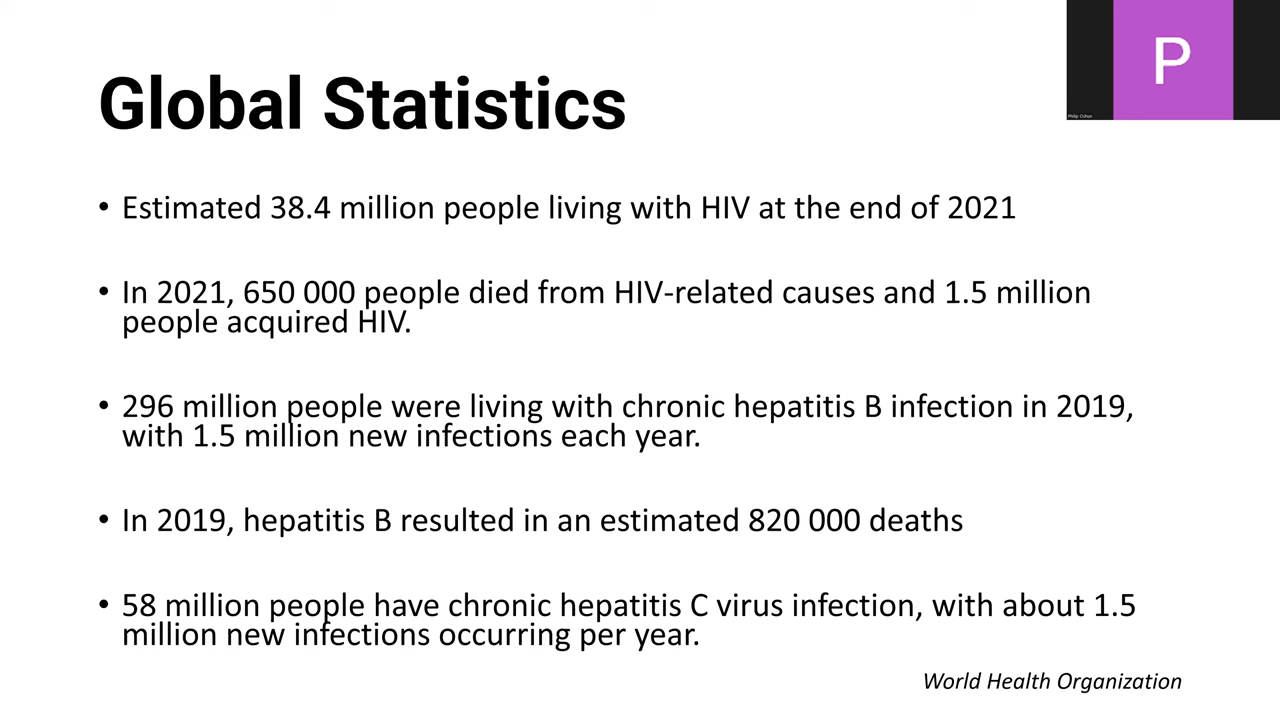 P
Philip Ochuo
Global Statistics
• Estimated 38.4 million people living with HIV at the end of 2021
• In 2021, 650 000 people died from HIV-related causes and 1.5 million
people acquired HIV.
• 296 million people were living with chronic hepatitis B infection in 2019,
with 1.5 million new infections each year.
• In 2019, hepatitis B resulted in an estimated 820 000 deaths
• 58 million people have chronic hepatitis C virus infection, with about 1.5
million new infections occurring per year.
World Health Organization